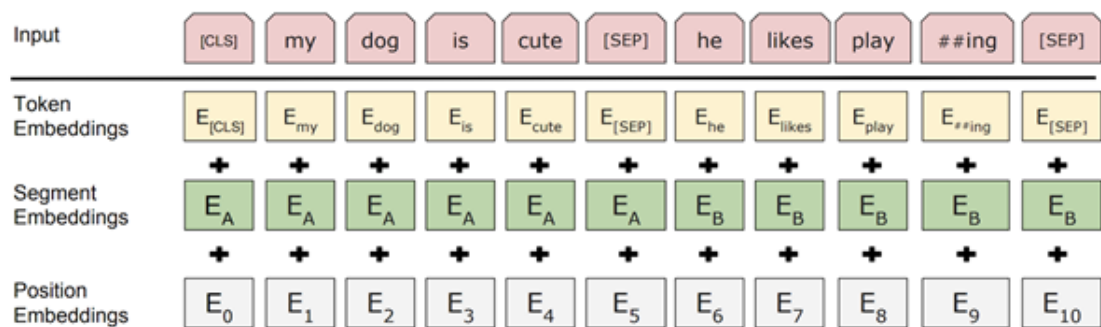 Input [CLS] my dog is cute [SEP] he likes play ##ing [SEP]
Token Embeddings E[CLS] Emy Edog Eis Ecute E[SEP] Ehe Elikes Eplay E##ing E[SEP]
+ + + + + + + + + + +
Segment Embeddings EA EA EA EA EA EA EB EB EB EB EB
+ + + + + + + + + + +
Position Embeddings E0 E1 E2 E3 E4 E5 E6 E7 E8 E9 E10